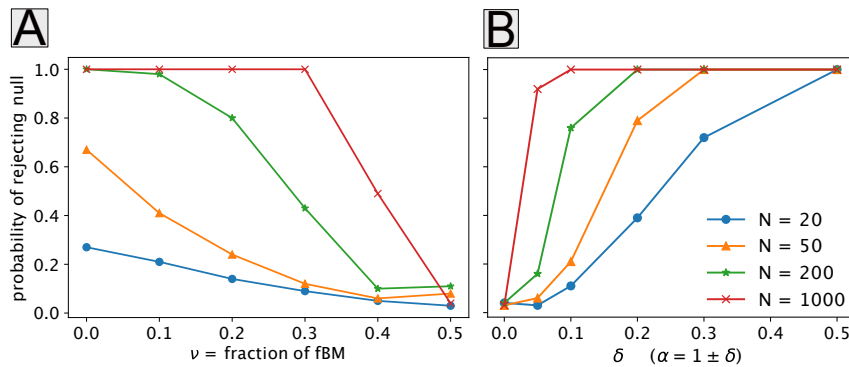 A
B
probability of rejecting null
1.0
0.8
0.6
0.4
0.2
0.0
0.0 0.1 0.2 0.3 0.4 0.5
ν = fraction of fBM
0.0 0.1 0.2 0.3 0.4 0.5
δ (α = 1 ± δ)
N = 20
N = 50
N = 200
N = 1000